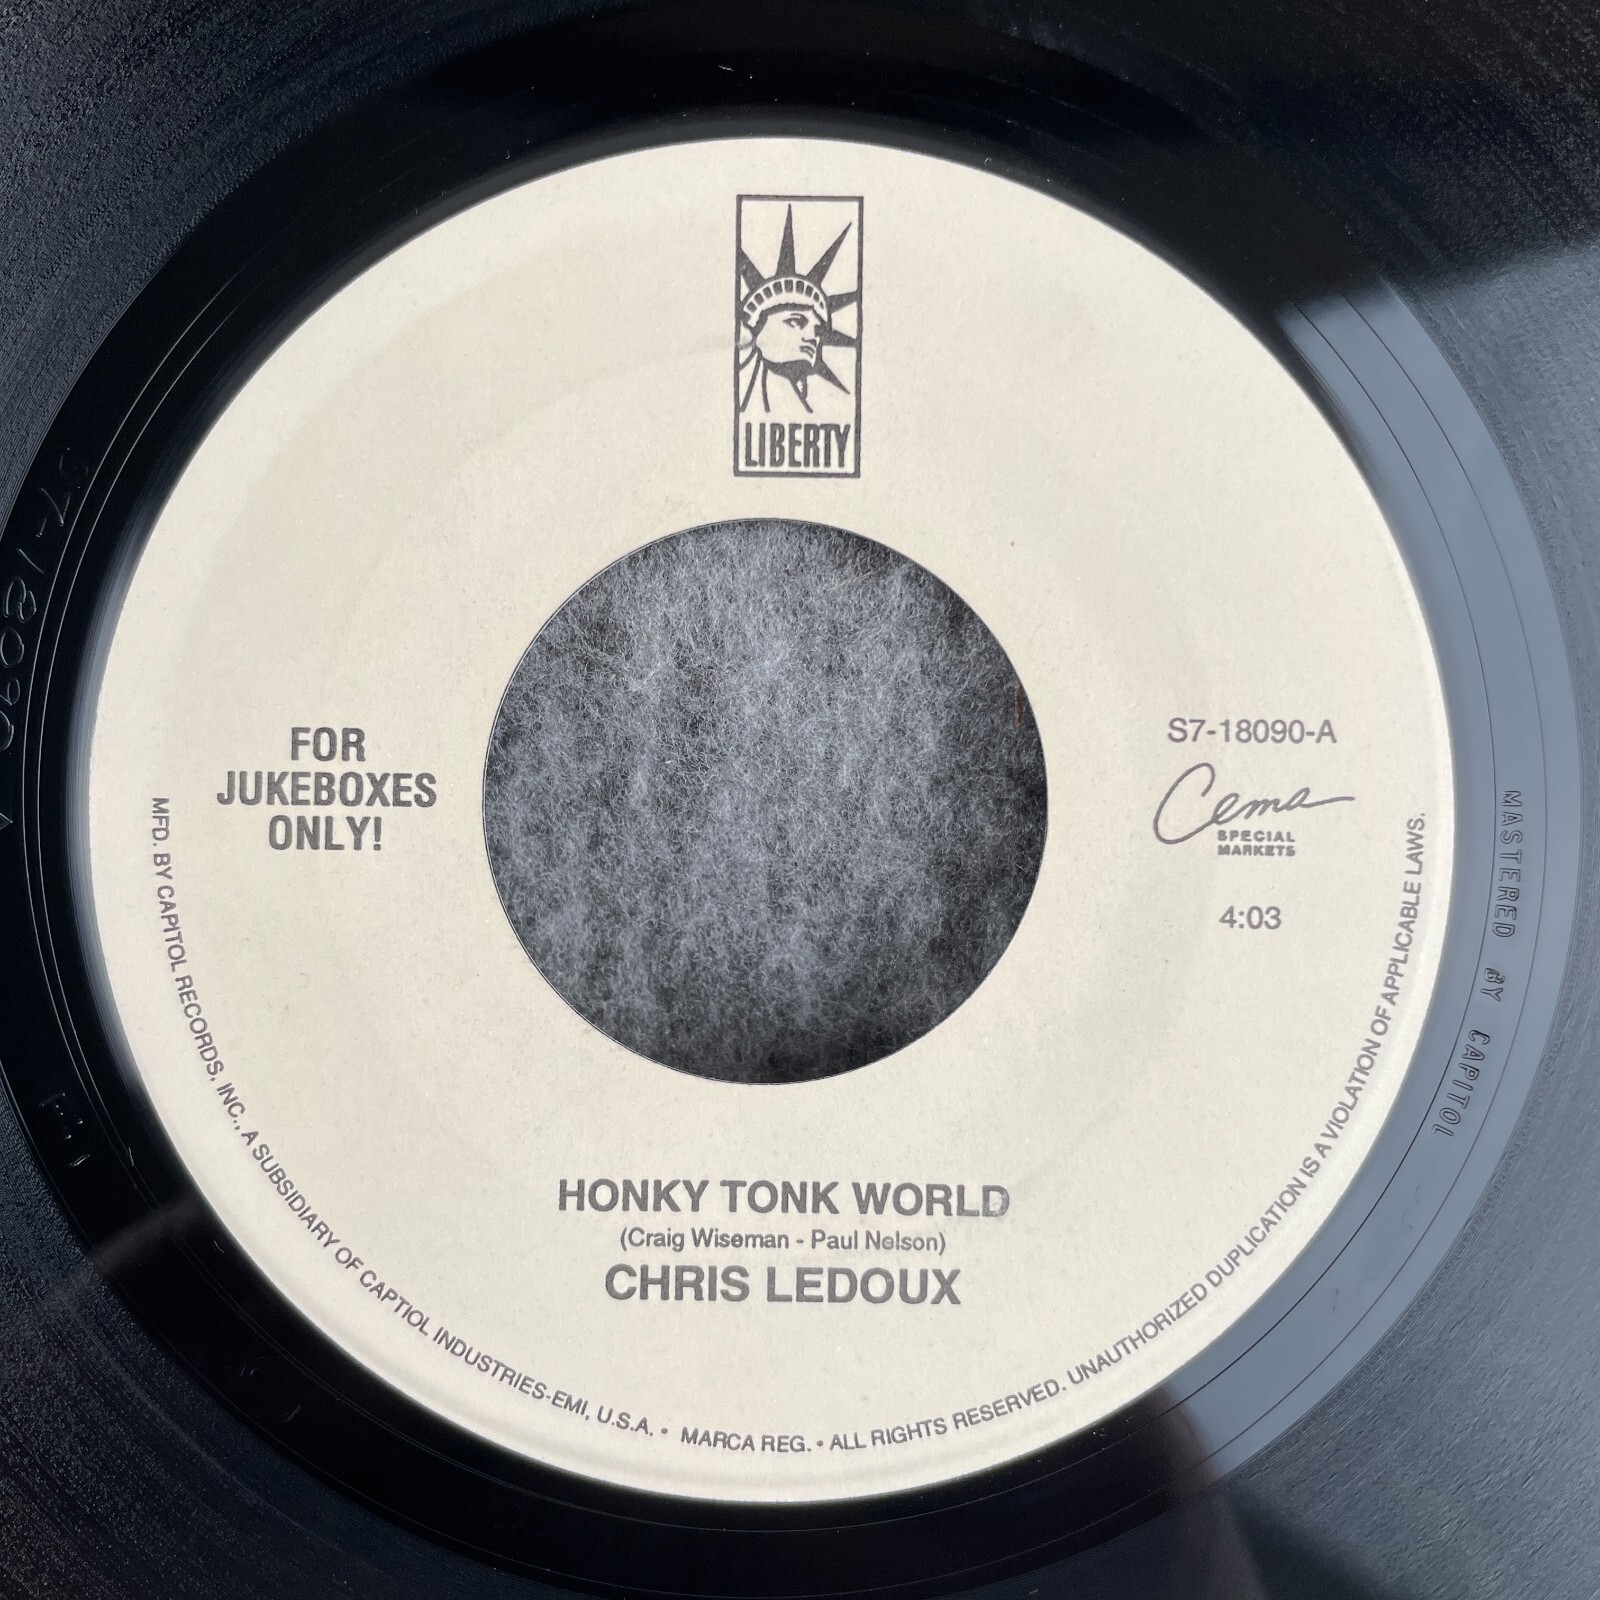 LIBERTY
FOR
JUKEBOXES
ONLY!
S7-18090-A
Cema
SPECIAL
MARKETS
4:03
HONKY TONK WORLD
(Craig Wiseman - Paul Nelson)
CHRIS LEDOUX
MFD. BY CAPITOL RECORDS, INC., A SUBSIDIARY OF CAPTIOL INDUSTRIES-EMI, U.S.A. • MARCA REG. • ALL RIGHTS RESERVED. UNAUTHORIZED DUPLICATION IS A VIOLATION OF APPLICABLE LAWS.
MASTERED BY CAPITOL
S7-18090